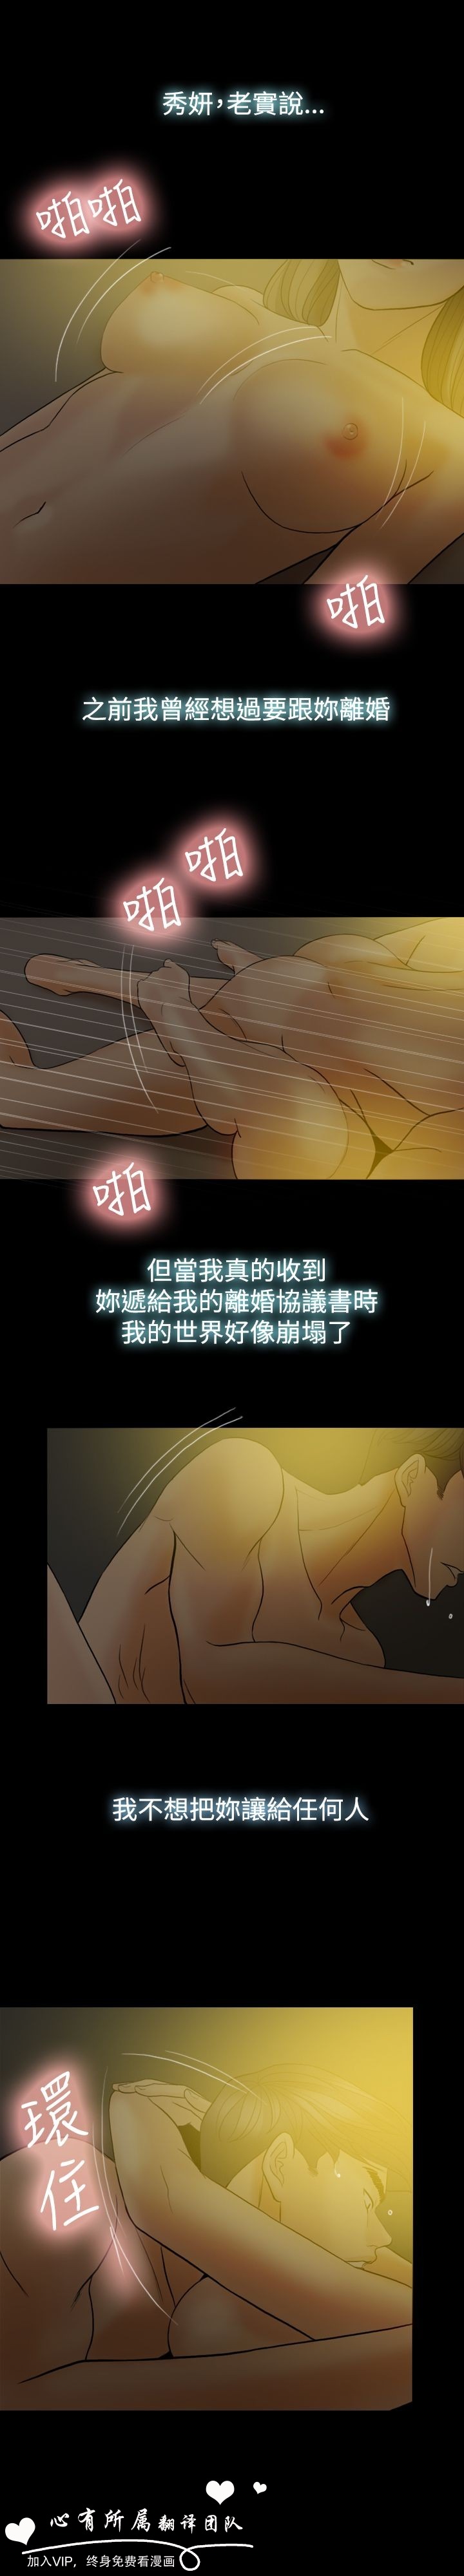 秀妍，老實說...
啪啪
啪
之前我曾經想過要跟妳離婚
啪
啪
啪
但當我真的收到
妳遞給我的離婚協議書時
我的世界好像崩塌了
我不想把妳讓給任何人
環
住
心有所属翻译团队
加入VIP，终身免费看漫画